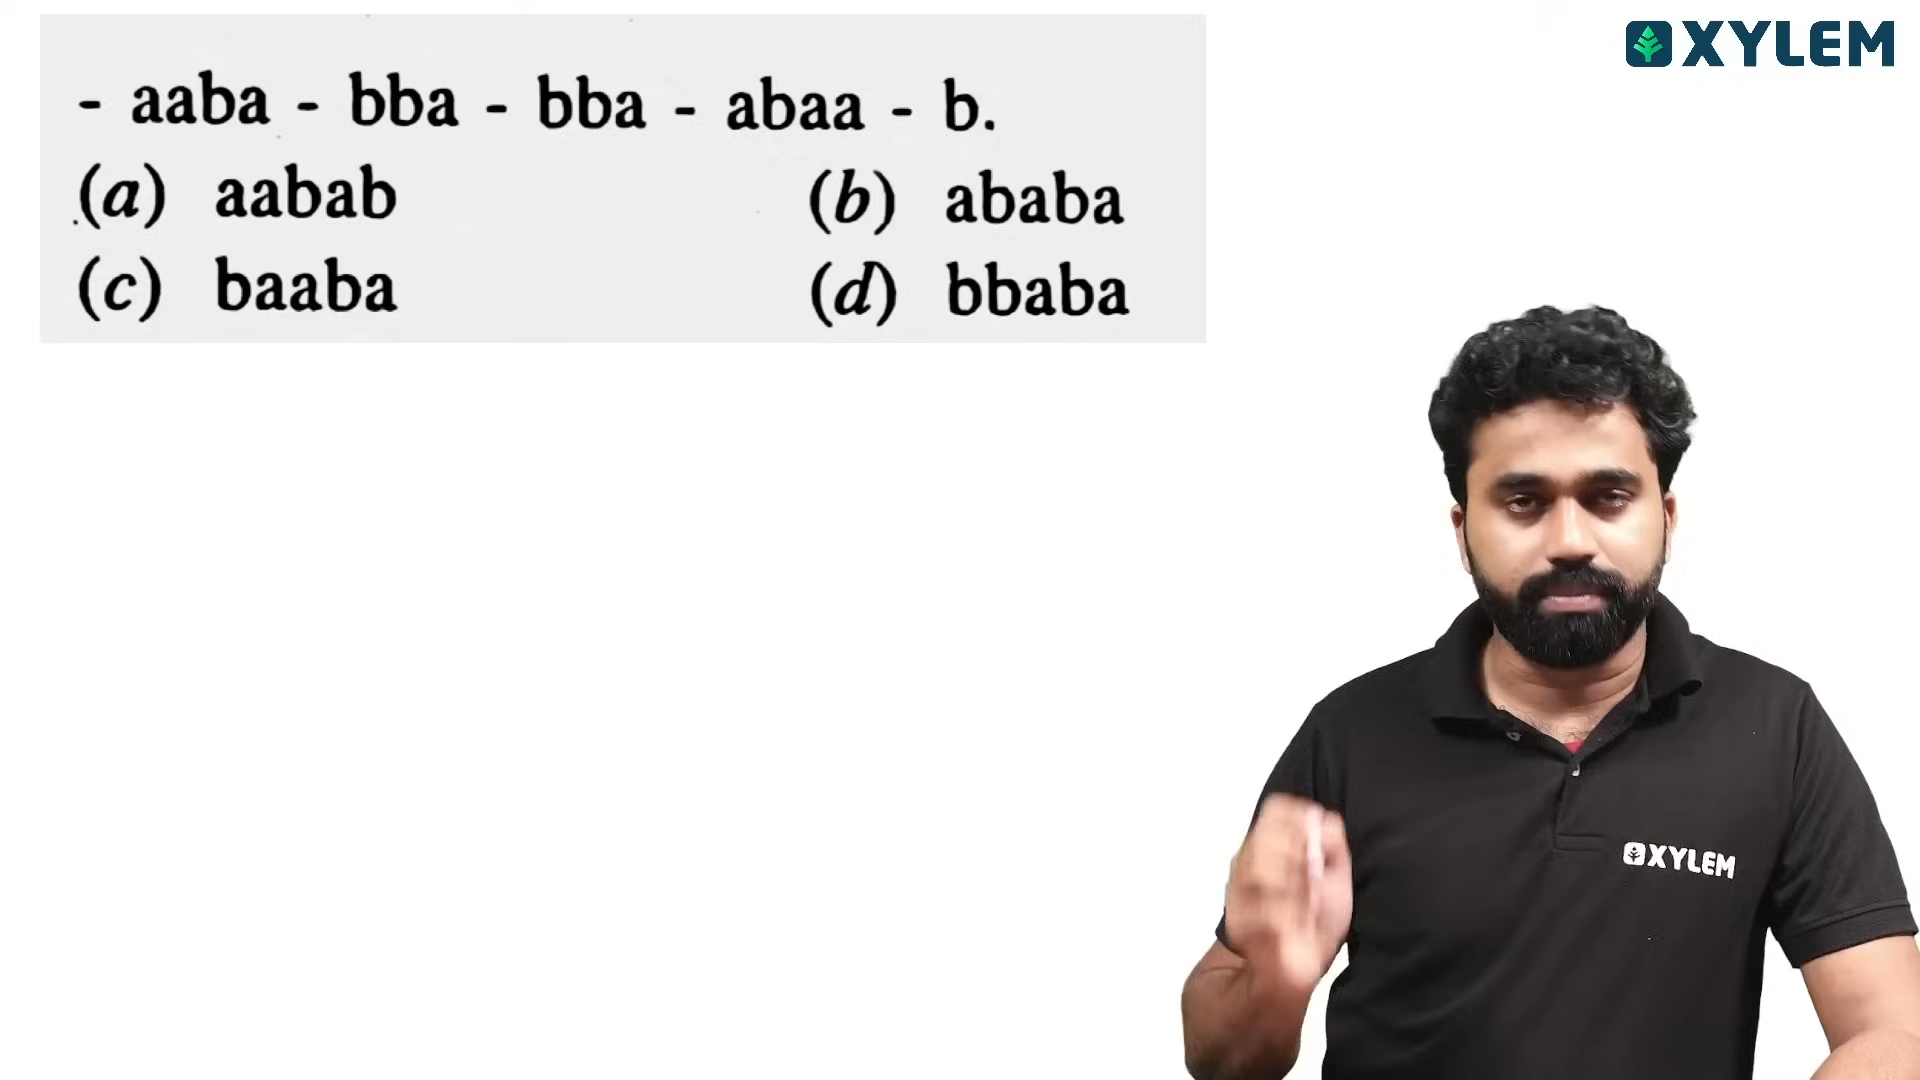 XYLEM
- aaba - bba - bba - abaa - b.
(a) aabab
(b) ababa
(c) baaba
(d) bbaba
XYLEM